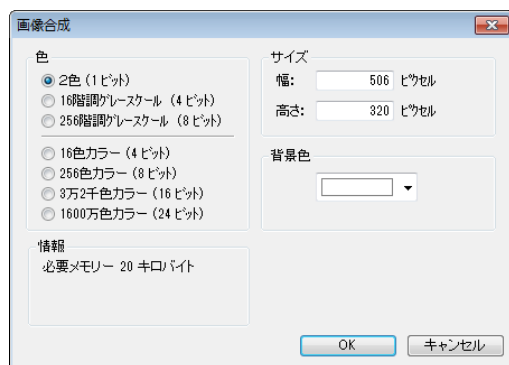 画像合成
色
2色 (1ﾋﾞｯﾄ)
16階調ｸﾞﾚｰｽｹｰﾙ (4ﾋﾞｯﾄ)
256階調ｸﾞﾚｰｽｹｰﾙ (8ﾋﾞｯﾄ)
16色カラー (4ﾋﾞｯﾄ)
256色カラー (8ﾋﾞｯﾄ)
3万2千色カラー (16ﾋﾞｯﾄ)
1600万色カラー (24ﾋﾞｯﾄ)
サイズ
幅: 506 ﾋﾟｸｾﾙ
高さ: 320 ﾋﾟｸｾﾙ
背景色
情報
必要メモリー 20 キロバイト
OK キャンセル